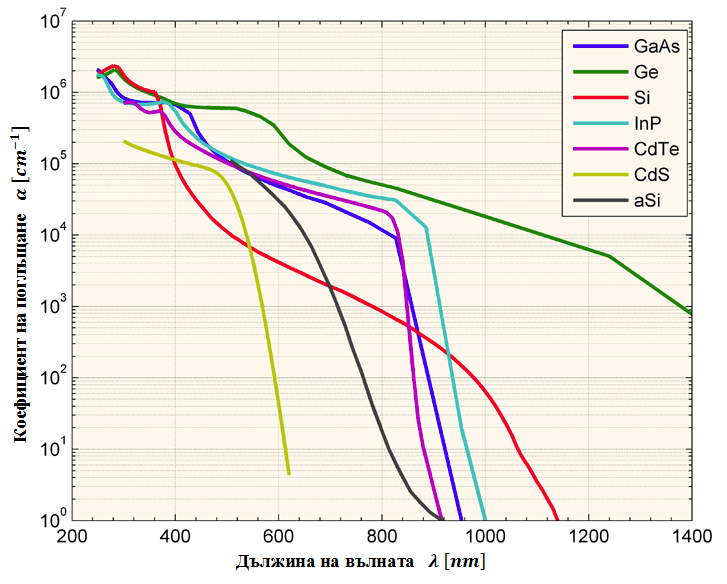 10^7
10^6
10^5
10^4
10^3
10^2
10^1
10^0
Коефициент на поглъщане α [cm^{-1}]
GaAs
Ge
Si
InP
CdTe
CdS
aSi
200 400 600 800 1000 1200 1400
Дължина на вълната λ [nm]